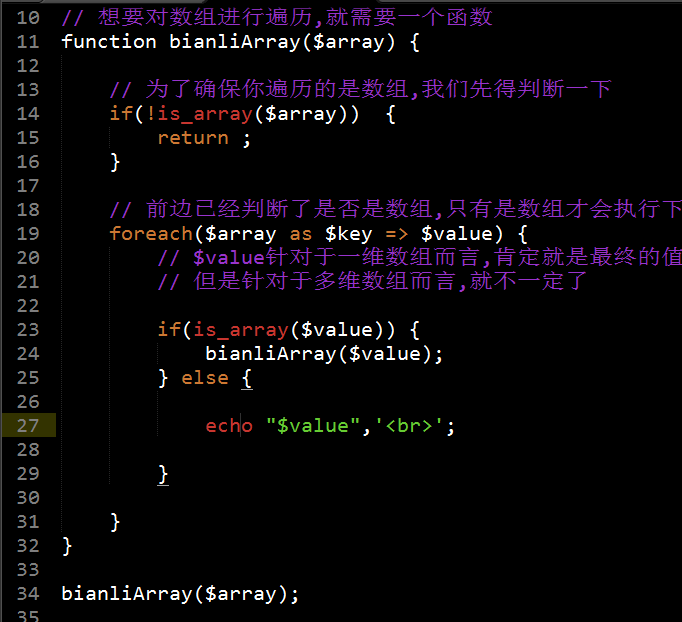 10 // 想要对数组进行遍历,就需要一个函数
11 function bianliArray($array) {
12
13     // 为了确保你遍历的是数组,我们先得判断一下
14     if(!is_array($array))  {
15         return ;
16     }
17
18     // 前边已经判断了是否是数组,只有是数组才会执行下
19     foreach($array as $key => $value) {
20         // $value针对于一维数组而言,肯定就是最终的值
21         // 但是针对于多维数组而言,就不一定了
22
23         if(is_array($value)) {
24             bianliArray($value);
25         } else {
26
27             echo "$value",'<br>';
28
29         }
30
31     }
32 }
33
34 bianliArray($array);
35